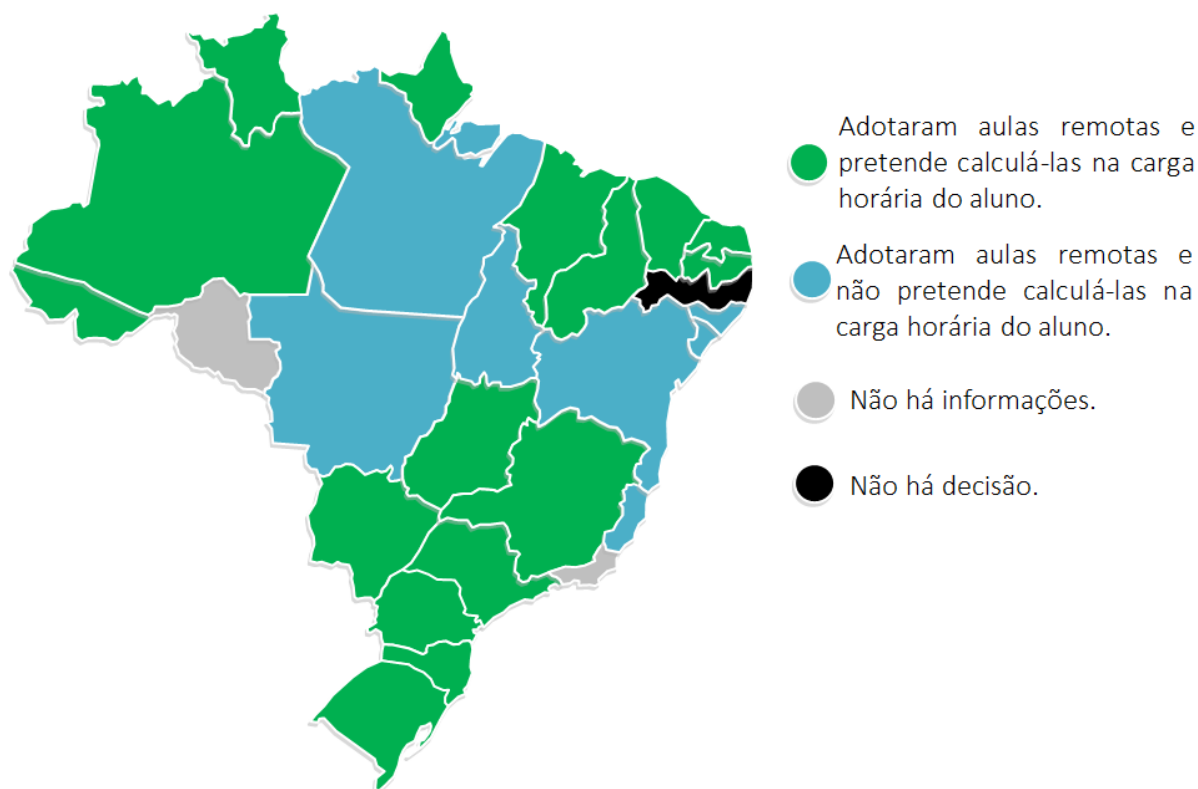 Adotaram aulas remotas e
pretende calculá-las na carga
horária do aluno.
Adotaram aulas remotas e
não pretende calculá-las na
carga horária do aluno.
Não há informações.
Não há decisão.